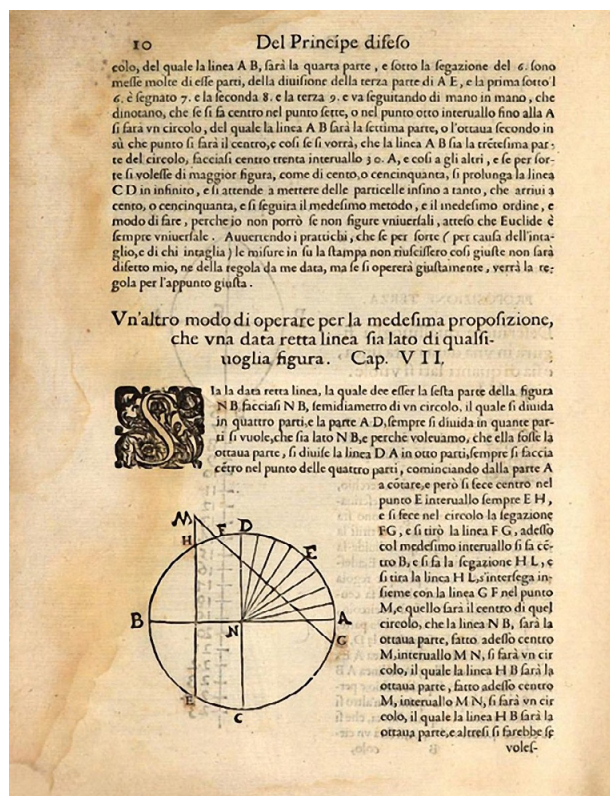 10 Del Principe difeso
colo, del quale la linea A B, sarà la quarta parte, e sotto la segazione del 6. sono
messe molte di esse parti, della diuisione della terza parte di A E, e la prima sotto'l
6. è segnato 7. e la seconda 8. e la terza 9. e va seguitando di mano in mano, che
dinotano, che se si fa centro nel punto sette, o nel punto otto interuallo fino alla A
si farà vn circolo, del quale la linea A B sarà la settima parte, o l'ottaua secondo in
sù che punto si farà il centro, e così se si vorrà, che la linea A B sia la trẽtesima par-
te del circolo, facciasi centro trenta interuallo 30. A, e così a gli altri, e se per sor-
te si volesse di maggior figura, come di cento, o cencinquanta, si prolunga la linea
C D in infinito, e si attende a mettere delle particelle insino a tanto, che arriui a
cento, o cencinquanta, e si seguita il medesimo metodo, e il medesimo ordine, e
modo di fare, perche io non porrò se non figure vniuersali, atteso che Euclide è
sempre vniuersale. Auuertendo i prattichi, che se per sorte (per causa dell'inta-
glio, e di chi intaglia) le misure in su la stampa non riuscissero così giuste non sarà
difetto mio, ne della regola da me data, ma se si opererà giustamente, verrà la re-
gola per l'appunto giusta.
Vn'altro modo di operare per la medesima proposizione,
che vna data retta linea sia lato di qualsi-
uoglia figura. Cap. VII.
SIa la data retta linea, la quale dee esser la sesta parte della figura
N B facciasi N B, semidiametro di vn circolo, il quale si diuida
in quattro parti, e la parte A D, sempre si diuida in quante par-
ti si vuole, che sia lato N B, e perche voleuamo, che ella fosse la
ottaua parte, si diuise la linea D A in otto parti, sempre si faccia
cẽtro nel punto delle quattro parti, cominciando dalla parte A
a cõtare, e però si fece centro nel
punto E interuallo sempre E H,
e si fece nel circolo la segazione
FG, e si tirò la linea F G, adesso
col medesimo interuallo si fa cẽ-
tro B, e si fa la segazione H L, e
si tira la linea H L, s'intersega in-
sieme con la linea G F nel punto
M, e quello sarà il centro di quel
circolo, che la linea N B, sarà la
ottaua parte, fatto adesso centro
M, interuallo M N, si farà vn cir
colo, il quale la linea H B sarà la
ottaua parte, fatto adesso centro
M, interuallo M N, si farà vn cir
colo, il quale la linea H B sarà la
ottaua parte, e altresi si farebbe se
voles-
M
H
F
D
E
B
N
A
G
E
C